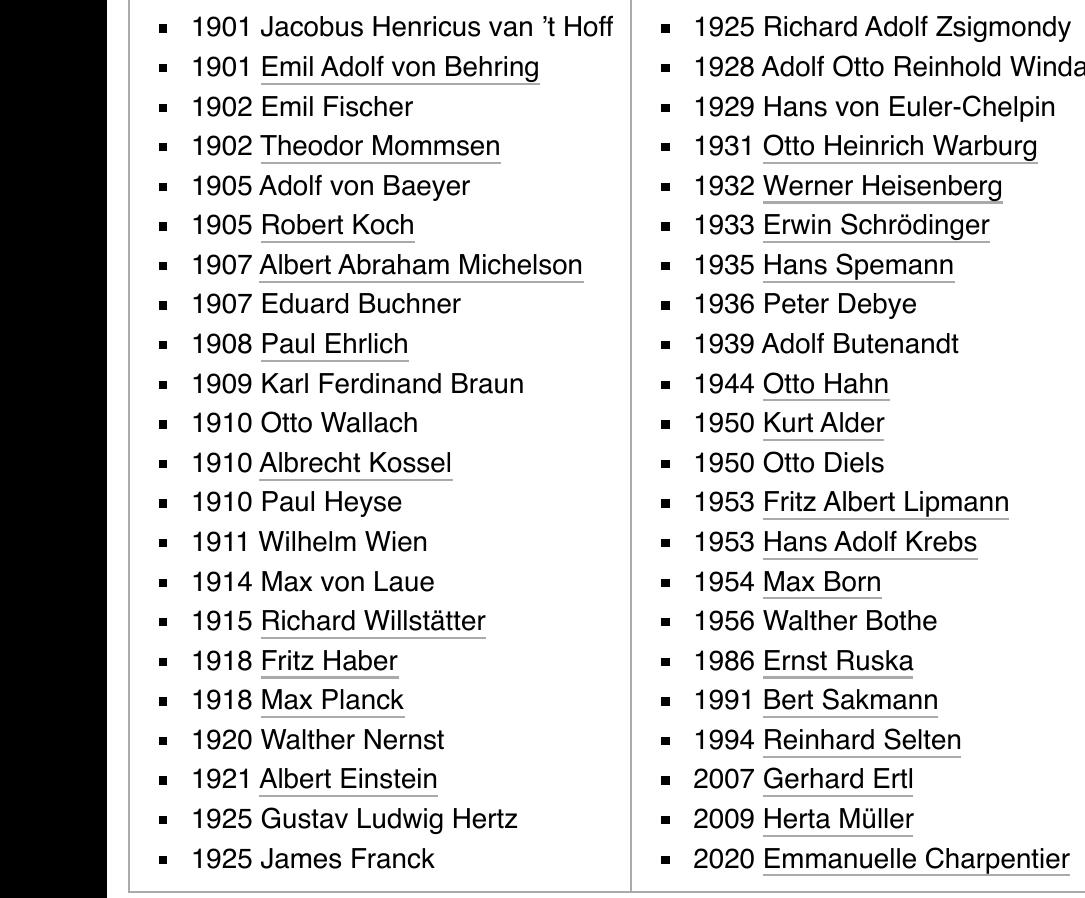 1901 Jacobus Henricus van ’t Hoff
1901 Emil Adolf von Behring
1902 Emil Fischer
1902 Theodor Mommsen
1905 Adolf von Baeyer
1905 Robert Koch
1907 Albert Abraham Michelson
1907 Eduard Buchner
1908 Paul Ehrlich
1909 Karl Ferdinand Braun
1910 Otto Wallach
1910 Albrecht Kossel
1910 Paul Heyse
1911 Wilhelm Wien
1914 Max von Laue
1915 Richard Willstätter
1918 Fritz Haber
1918 Max Planck
1920 Walther Nernst
1921 Albert Einstein
1925 Gustav Ludwig Hertz
1925 James Franck
1925 Richard Adolf Zsigmondy
1928 Adolf Otto Reinhold Winda
1929 Hans von Euler-Chelpin
1931 Otto Heinrich Warburg
1932 Werner Heisenberg
1933 Erwin Schrödinger
1935 Hans Spemann
1936 Peter Debye
1939 Adolf Butenandt
1944 Otto Hahn
1950 Kurt Alder
1950 Otto Diels
1953 Fritz Albert Lipmann
1953 Hans Adolf Krebs
1954 Max Born
1956 Walther Bothe
1986 Ernst Ruska
1991 Bert Sakmann
1994 Reinhard Selten
2007 Gerhard Ertl
2009 Herta Müller
2020 Emmanuelle Charpentier